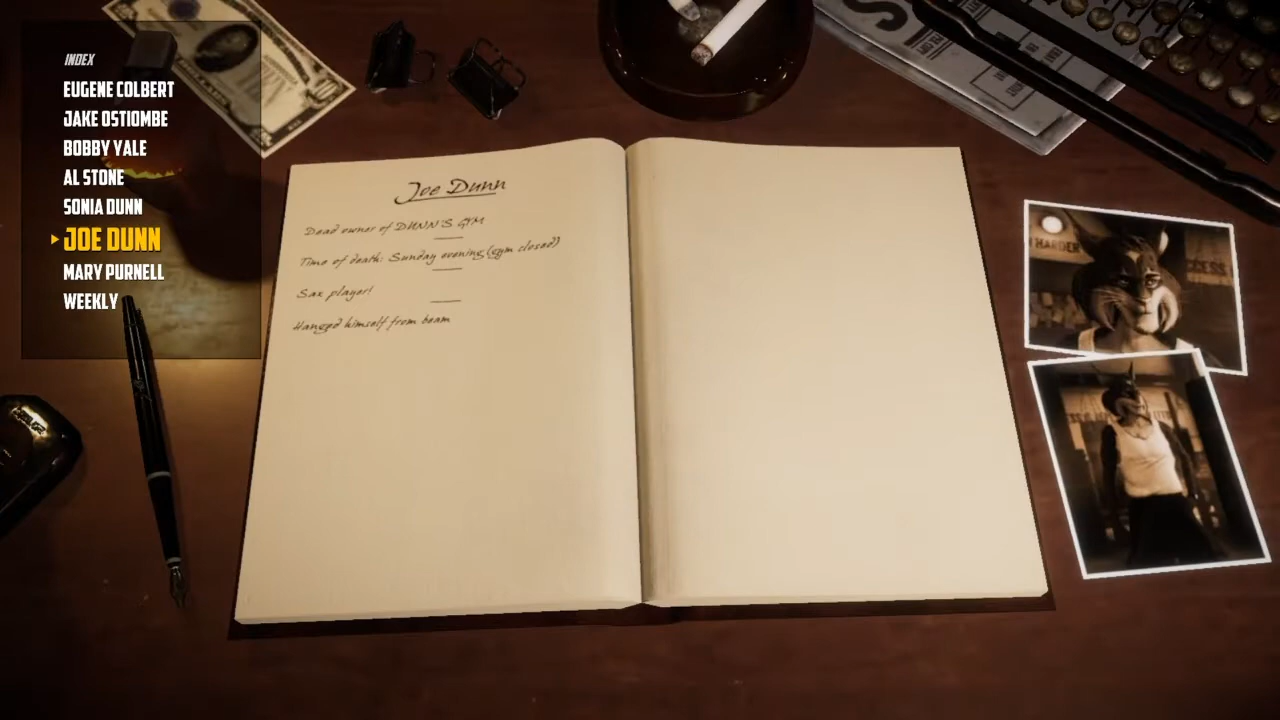 INDEX
EUGENE COLBERT
JAKE OSTIOMBE
BOBBY YALE
AL STONE
SONIA DUNN
JOE DUNN
MARY PURNELL
WEEKLY
Joe Dunn
Dead owner of DUNN'S GYM
Time of death: Sunday evening (gym closed)
Sax player!
Hanged himself from beam
HARDER